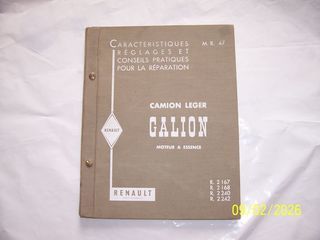 CARACTÉRISTIQUES
M.R. 47
RÉGLAGES ET
CONSEILS PRATIQUES
POUR LA RÉPARATION
CAMION LEGER
GALION
MOTEUR A ESSENCE
RENAULT
RENAULT
R. 2167
R. 2168
R. 2240
R. 2242
09/02/2026